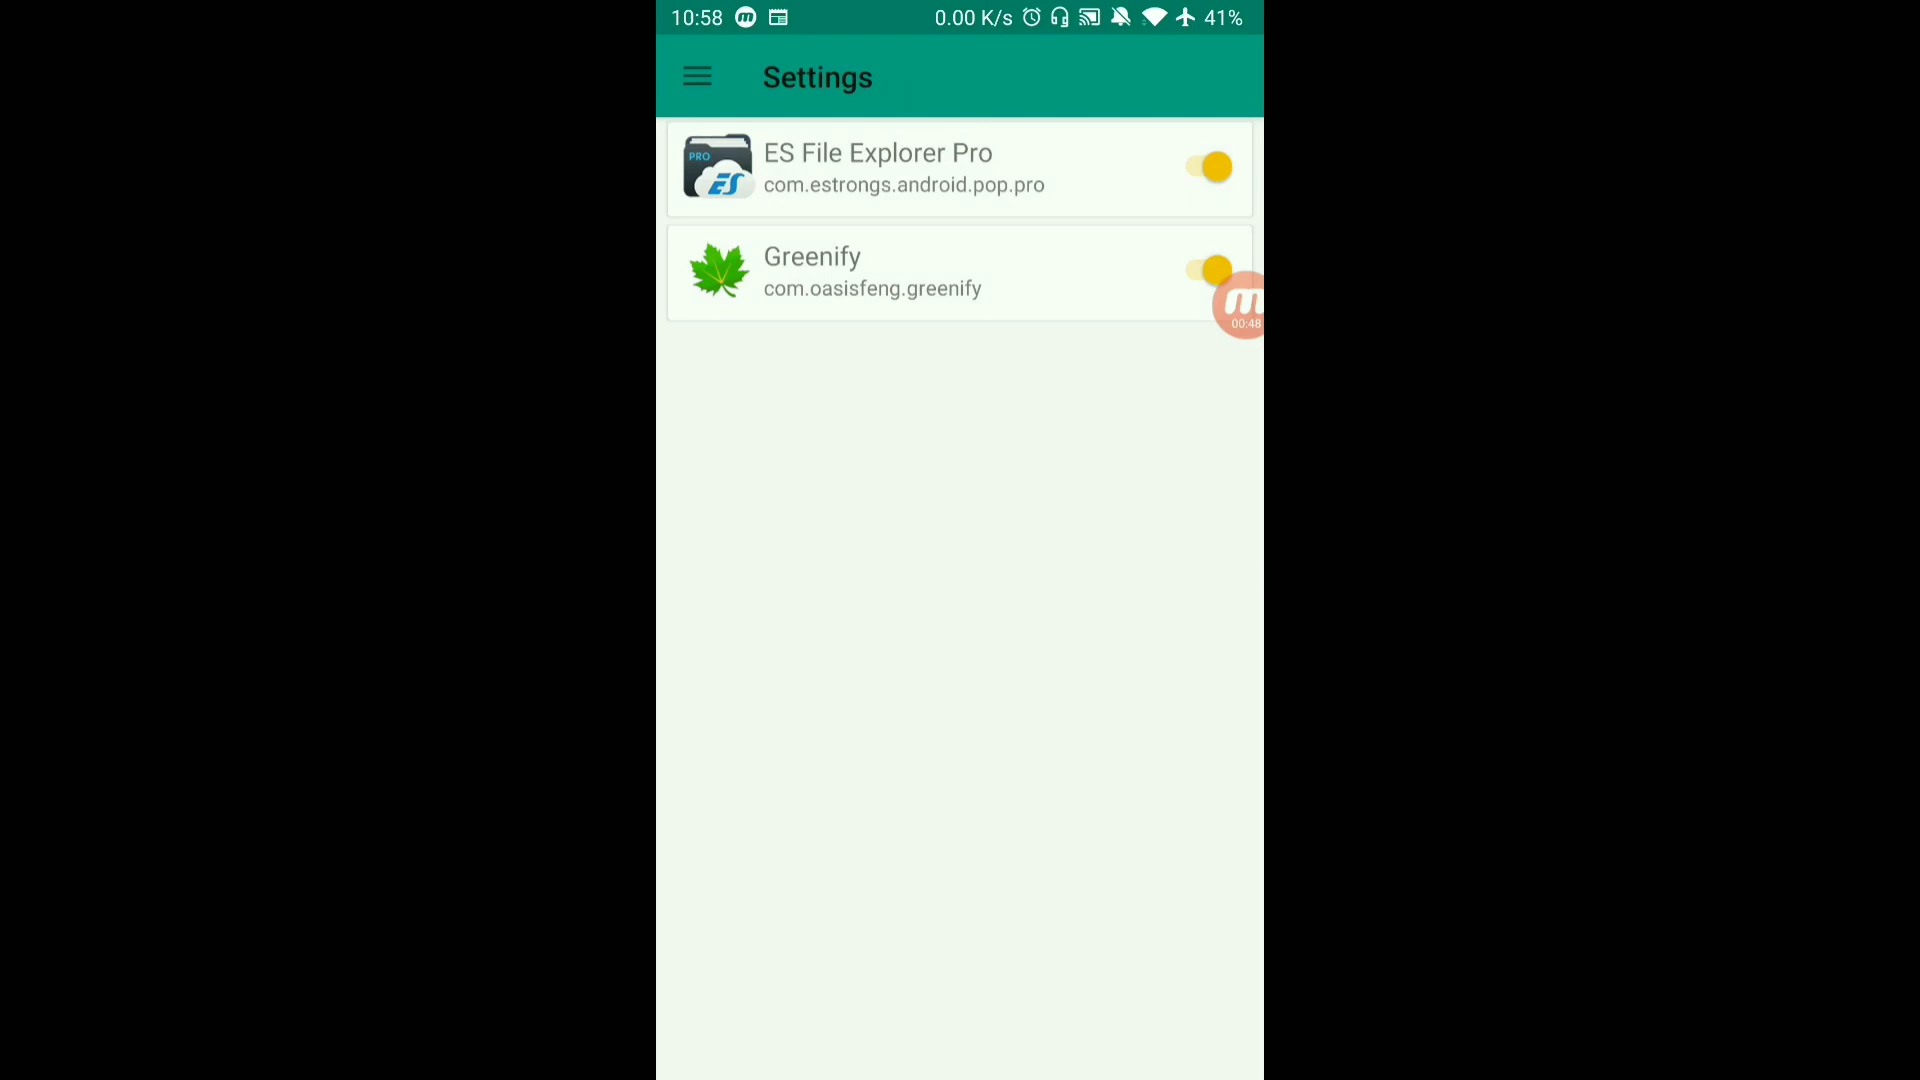 10:58 0.00 K/s 41%
Settings
PRO
ES
ES File Explorer Pro
com.estrongs.android.pop.pro
Greenify
com.oasisfeng.greenify
00:48